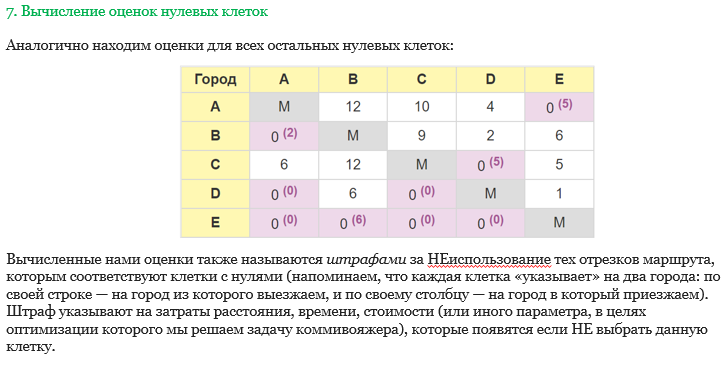 7. Вычисление оценок нулевых клеток
Аналогично находим оценки для всех остальных нулевых клеток:
Город A B C D E
A M 12 10 4 0 (5)
B 0 (2) M 9 2 6
C 6 12 M 0 (5) 5
D 0 (0) 6 0 (0) M 1
E 0 (0) 0 (6) 0 (0) 0 (0) M
Вычисленные нами оценки также называются штрафами за НЕиспользование тех отрезков маршрута,
которым соответствуют клетки с нулями (напоминаем, что каждая клетка «указывает» на два города: по
своей строке — на город из которого выезжаем, и по своему столбцу — на город в который приезжаем).
Штраф указывают на затраты расстояния, времени, стоимости (или иного параметра, в целях
оптимизации которого мы решаем задачу коммивояжера), которые появятся если НЕ выбрать данную
клетку.